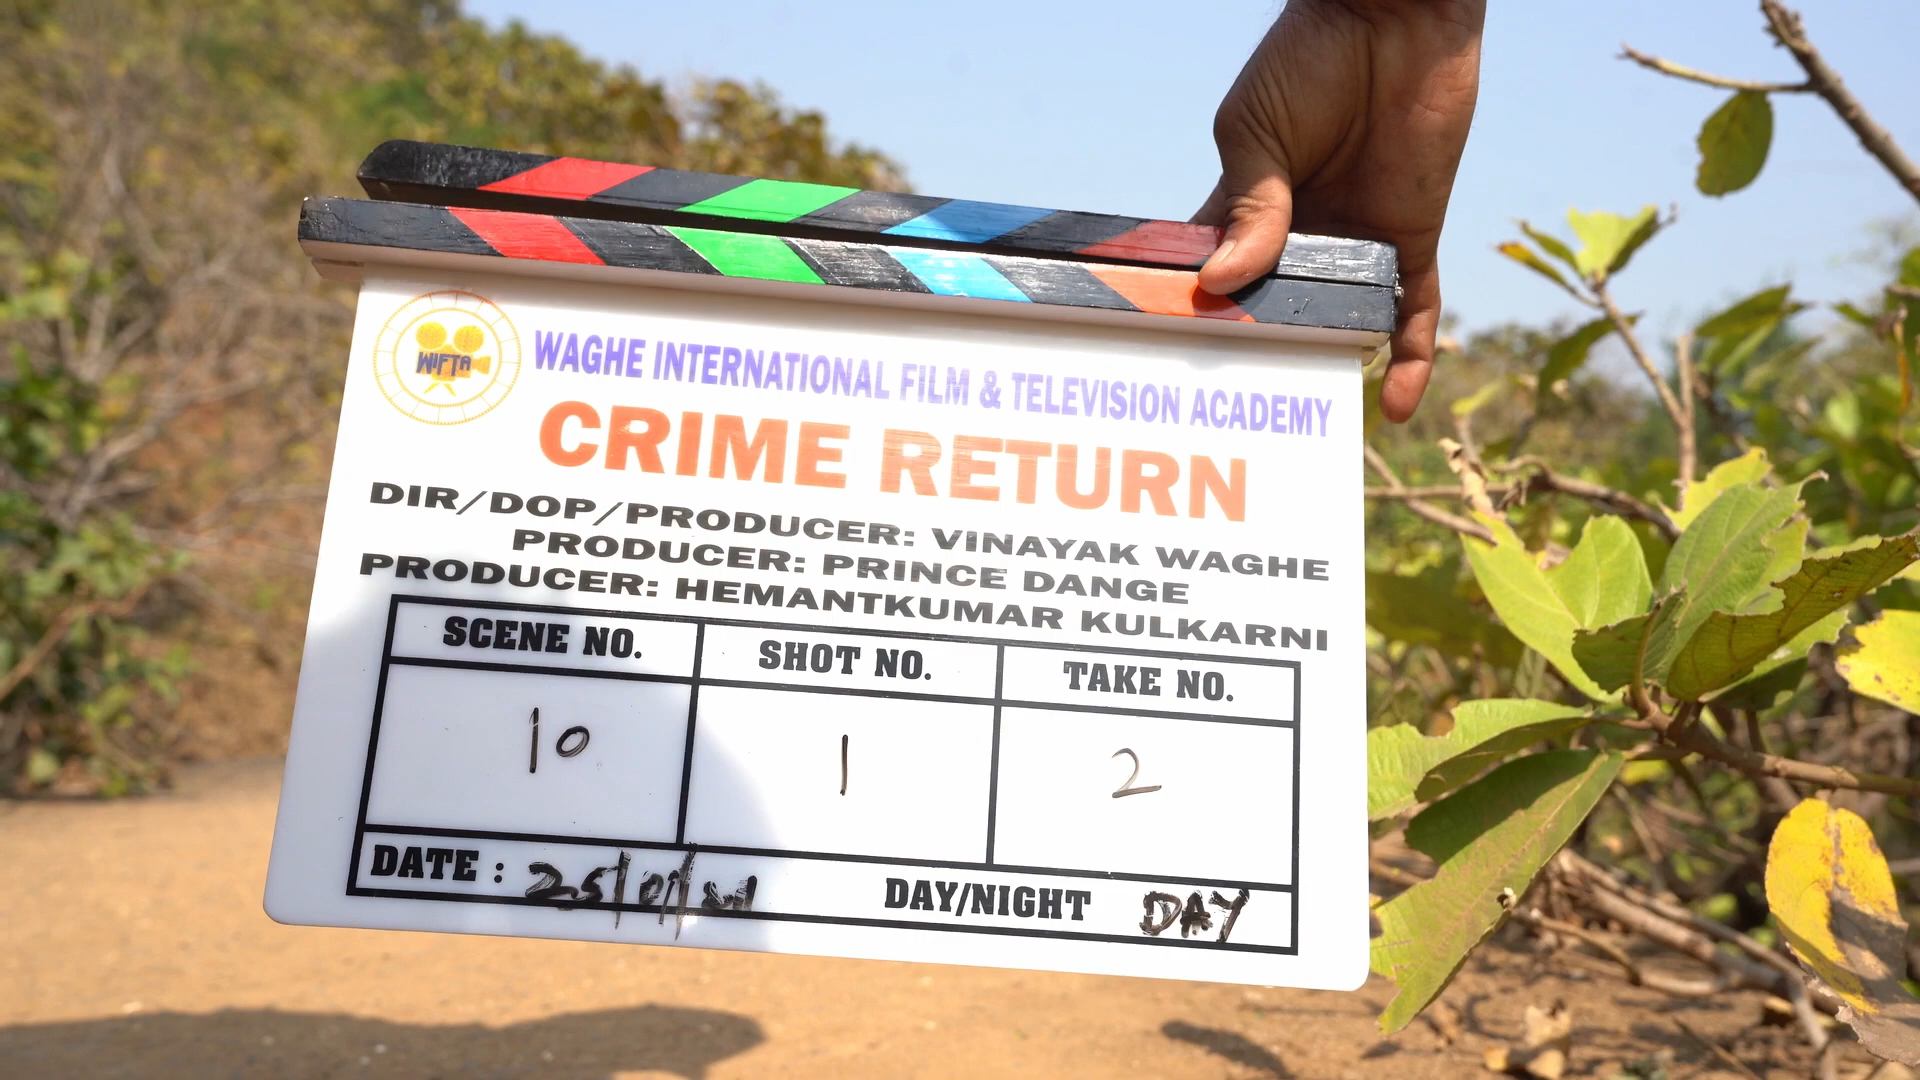 WIFTA
WAGHE INTERNATIONAL FILM & TELEVISION ACADEMY
CRIME RETURN
DIR/DOP/PRODUCER: VINAYAK WAGHE
PRODUCER: PRINCE DANGE
PRODUCER: HEMANTKUMAR KULKARNI
SCENE NO. SHOT NO. TAKE NO.
10 1 2
DATE : DAY/NIGHT DAY